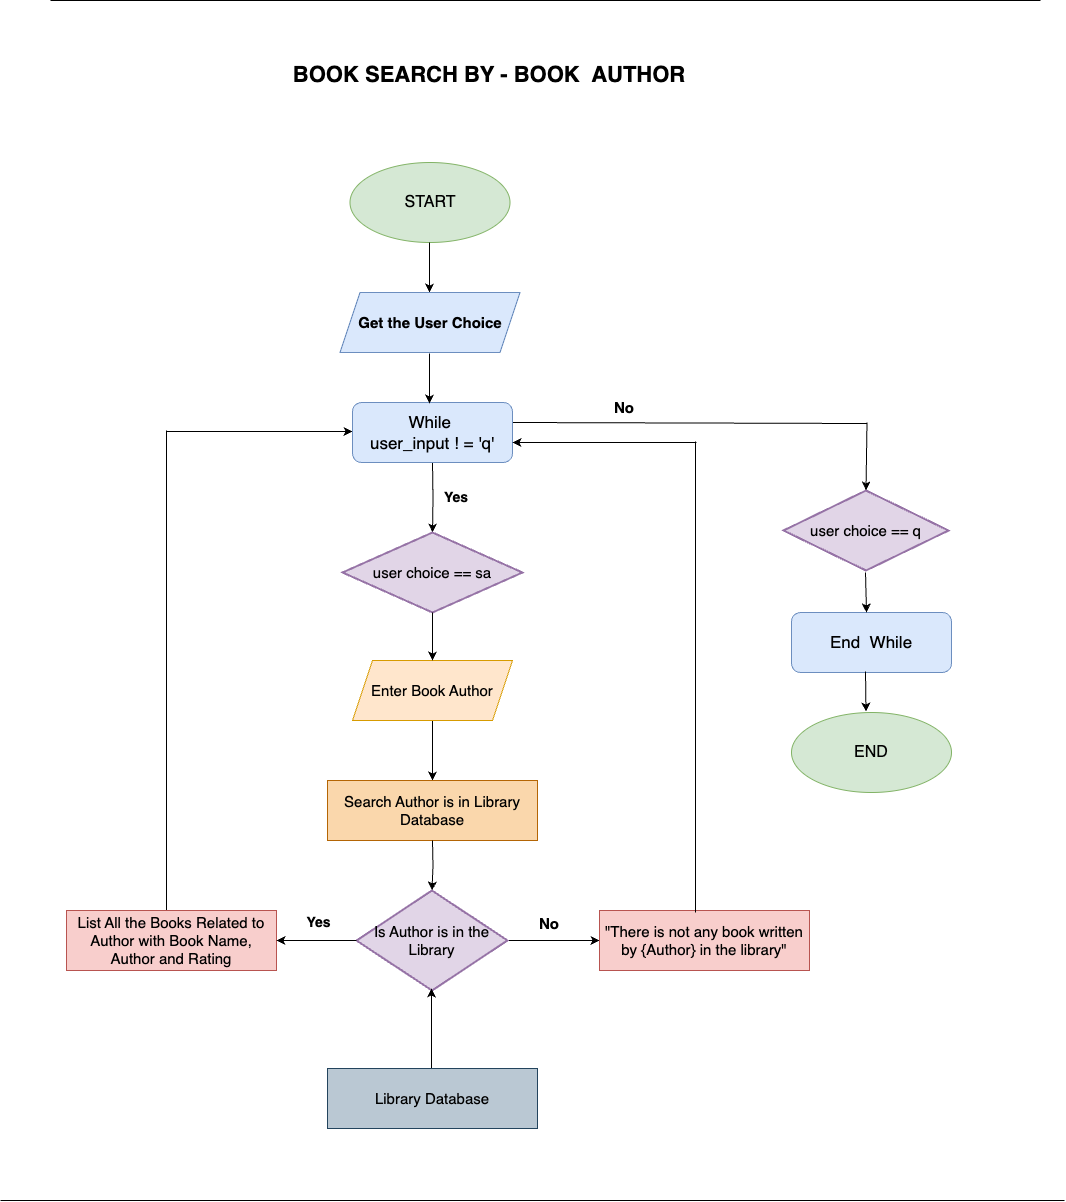 BOOK SEARCH BY - BOOK  AUTHOR
START
Get the User Choice
While
user_input ! = 'q'
No
Yes
user choice == q
user choice == sa
End  While
Enter Book Author
END
Search Author is in Library
Database
List All the Books Related to
Author with Book Name,
Author and Rating
Yes
Is Author is in the
Library
No
"There is not any book written
by {Author} in the library"
Library Database